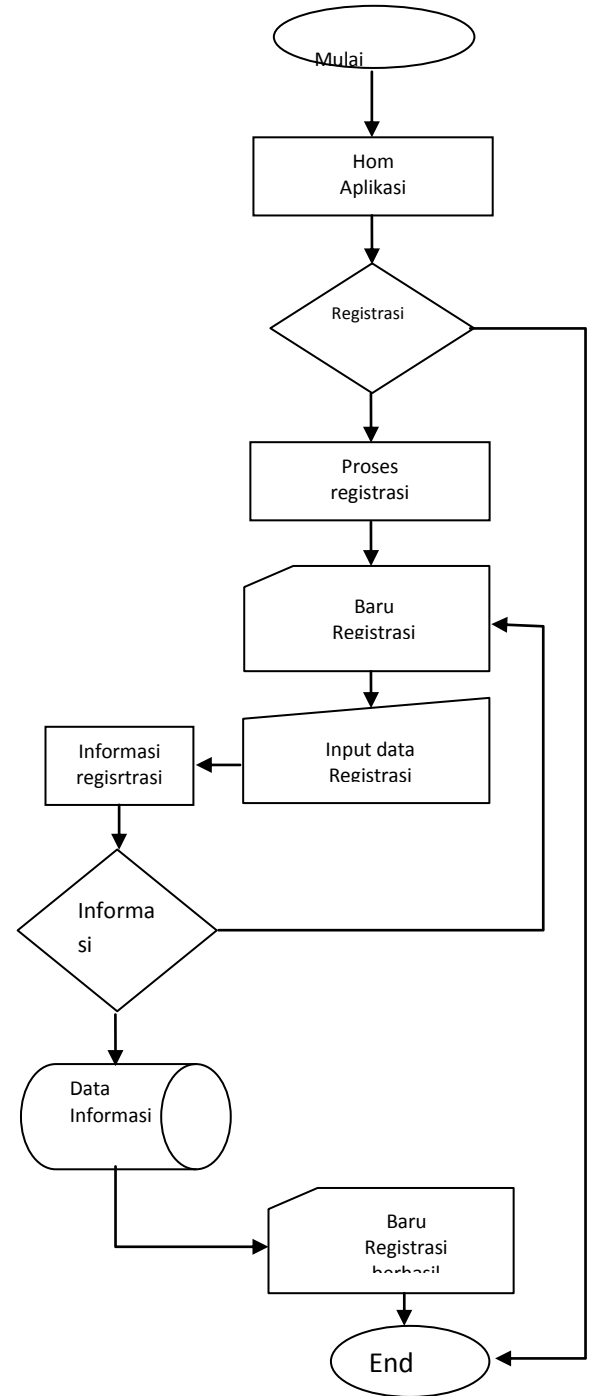 Mulai
Hom
Aplikasi
Registrasi
Proses
registrasi
Baru
Registrasi
Input data
Registrasi
Informasi
regisrtrasi
Informa
si
Data
Informasi
Baru
Registrasi
berhasil
End